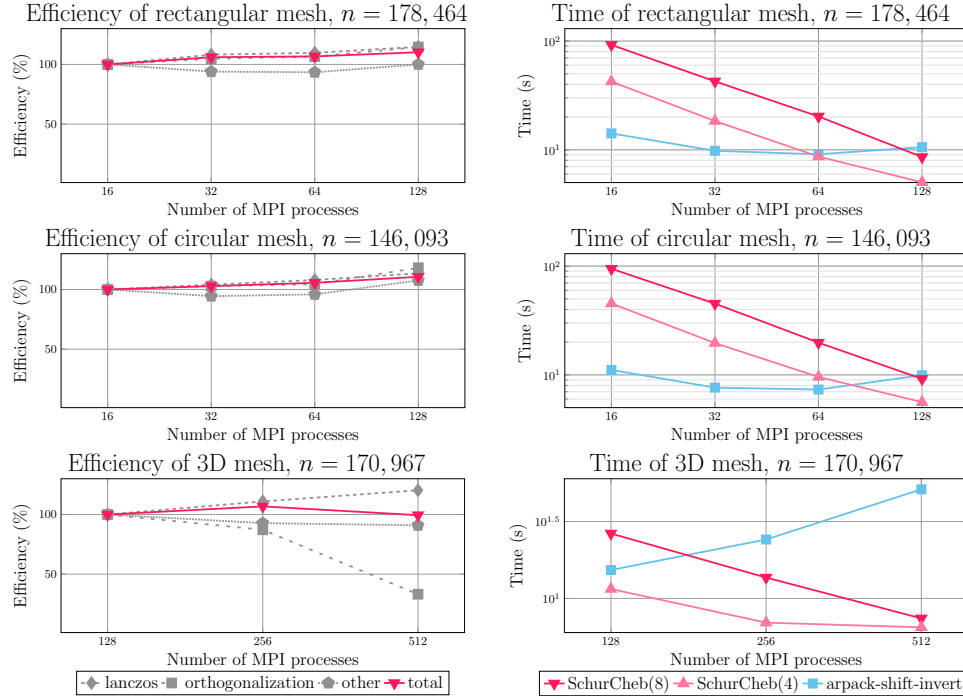 Efficiency of rectangular mesh, n = 178, 464
Efficiency (%)
100
50
16 32 64 128
Number of MPI processes
Time of rectangular mesh, n = 178, 464
Time (s)
10^2
10^1
16 32 64 128
Number of MPI processes
Efficiency of circular mesh, n = 146, 093
Efficiency (%)
100
50
16 32 64 128
Number of MPI processes
Time of circular mesh, n = 146, 093
Time (s)
10^2
10^1
16 32 64 128
Number of MPI processes
Efficiency of 3D mesh, n = 170, 967
Efficiency (%)
100
50
128 256 512
Number of MPI processes
Time of 3D mesh, n = 170, 967
Time (s)
10^1.5
10^1
128 256 512
Number of MPI processes
lanczos orthogonalization other total
SchurCheb(8) SchurCheb(4) arpack-shift-invert